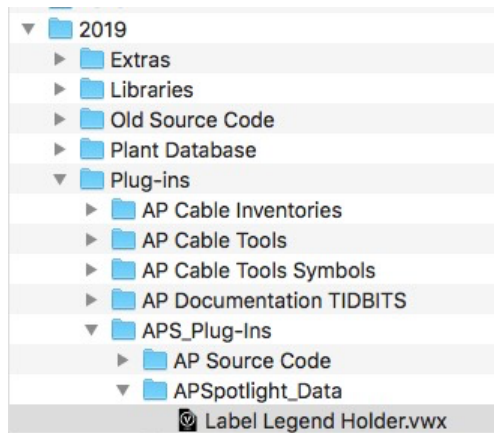 2019
Extras
Libraries
Old Source Code
Plant Database
Plug-ins
AP Cable Inventories
AP Cable Tools
AP Cable Tools Symbols
AP Documentation TIDBITS
APS_Plug-Ins
AP Source Code
APSpotlight_Data
Label Legend Holder.vwx